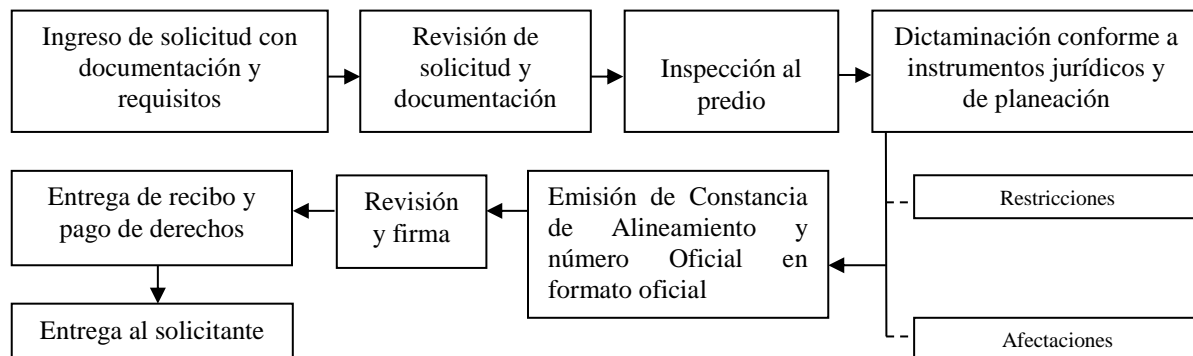 Ingreso de solicitud con
documentación y
requisitos
Revisión de
solicitud y
documentación
Inspección al
predio
Dictaminación conforme a
instrumentos jurídicos y
de planeación
Restricciones
Afectaciones
Emisión de Constancia
de Alineamiento y
número Oficial en
formato oficial
Revisión
y firma
Entrega de recibo y
pago de derechos
Entrega al solicitante